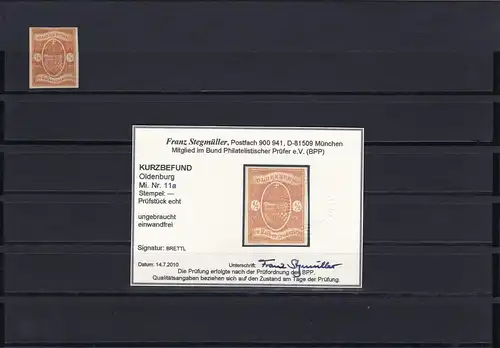 Franz Stegmüller, Postfach 900 941, D-81509 München
Mitglied im Bund Philatelistischer Prüfer e.V. (BPP)
KURZBEFUND
Oldenburg
Mi. Nr. 11a
Stempel: —
Prüfstück echt
ungebraucht
einwandfrei
Signatur: BRETTL
Datum: 14.7.2010 Unterschrift: Franz Stegmüller
Die Prüfung erfolgte nach der Prüfordnung des BPP.
Qualitätsangaben beziehen sich auf den Zustand am Tage der Prüfung.